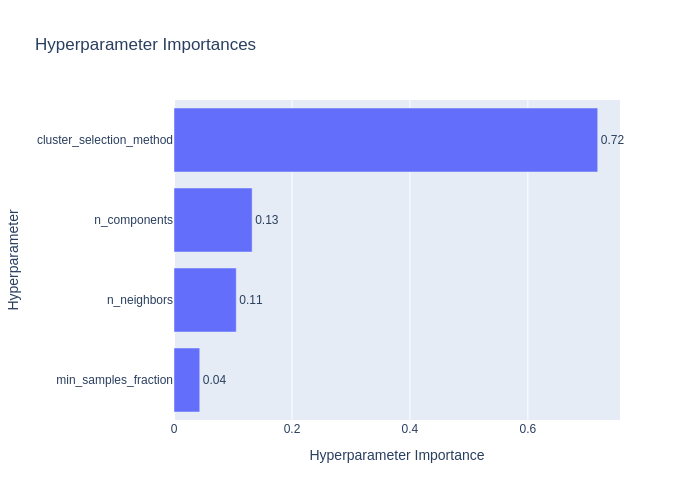 Hyperparameter Importances
Hyperparameter
cluster_selection_method
0.72
n_components
0.13
n_neighbors
0.11
min_samples_fraction
0.04
0
0.2
0.4
0.6
Hyperparameter Importance